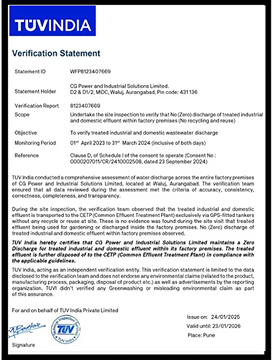 TÜVINDIA
Verification Statement
Statement ID WFP8123407669
Statement Holder CG Power and Industrial Solutions Limited.
D2 & D1/2, MIDC, Waluj, Aurangabad, Pin code: 431136
Verification Report 8123407669
Scope Undertake the site inspection to verify that No (Zero) discharge of treated industrial
and domestic effluent within factory premises (No recycling and reuse)
Objective To verify treated industrial and domestic wastewater discharge
Monitoring Period 01st April 2023 to 31st March 2024 (inclusive of both days)
Reference Clause D, of Schedule I of the consent to operate (Consent No :
0000207011/CR/2410002508, dated 23 September 2024)
TUV India conducted a comprehensive assessment of water discharge across the entire factory premises
of CG Power and Industrial Solutions Limited, located at Waluj, Aurangabad. The verification team
ensured that all data reviewed during the assessment met the criteria of accuracy, consistency,
correctness, completeness, and transparency.
During the site inspection, the verification team observed that the treated industrial and domestic
effluent is transported to the CETP (Common Effluent Treatment Plant) exclusively via GPS-fitted tankers
without any recycle or reuse at site. There is no evidence was found during the site visit that treated
effluent being used for gardening or discharged inside the factory premises. No (Zero) discharge of
treated industrial and domestic effluent within factory premises observed.
TUV India hereby certifies that CG Power and Industrial Solutions Limited maintains a Zero
Discharge for treated industrial and domestic effluent within its factory premises. The treated
effluent is further disposed of to the CETP (Common Effluent Treatment Plant) in compliance with
the applicable guidelines.
TUV India, acting as an independent verification entity. This verification statement is limited to the data
disclosed to the verification team and does not endorse any environmental claims (related to the product,
manufacturing process, packaging, disposal of product etc.) as well as advertisements by the reporting
organization. TUV India didn't verified any Greenwashing or misleading environmental claim as part
of this assurance.
For and on behalf of TUV India Private Limited
Issue on: 24/01/2025
Valid until: 23/01/2026
Place: Pune
TÜV
Signature